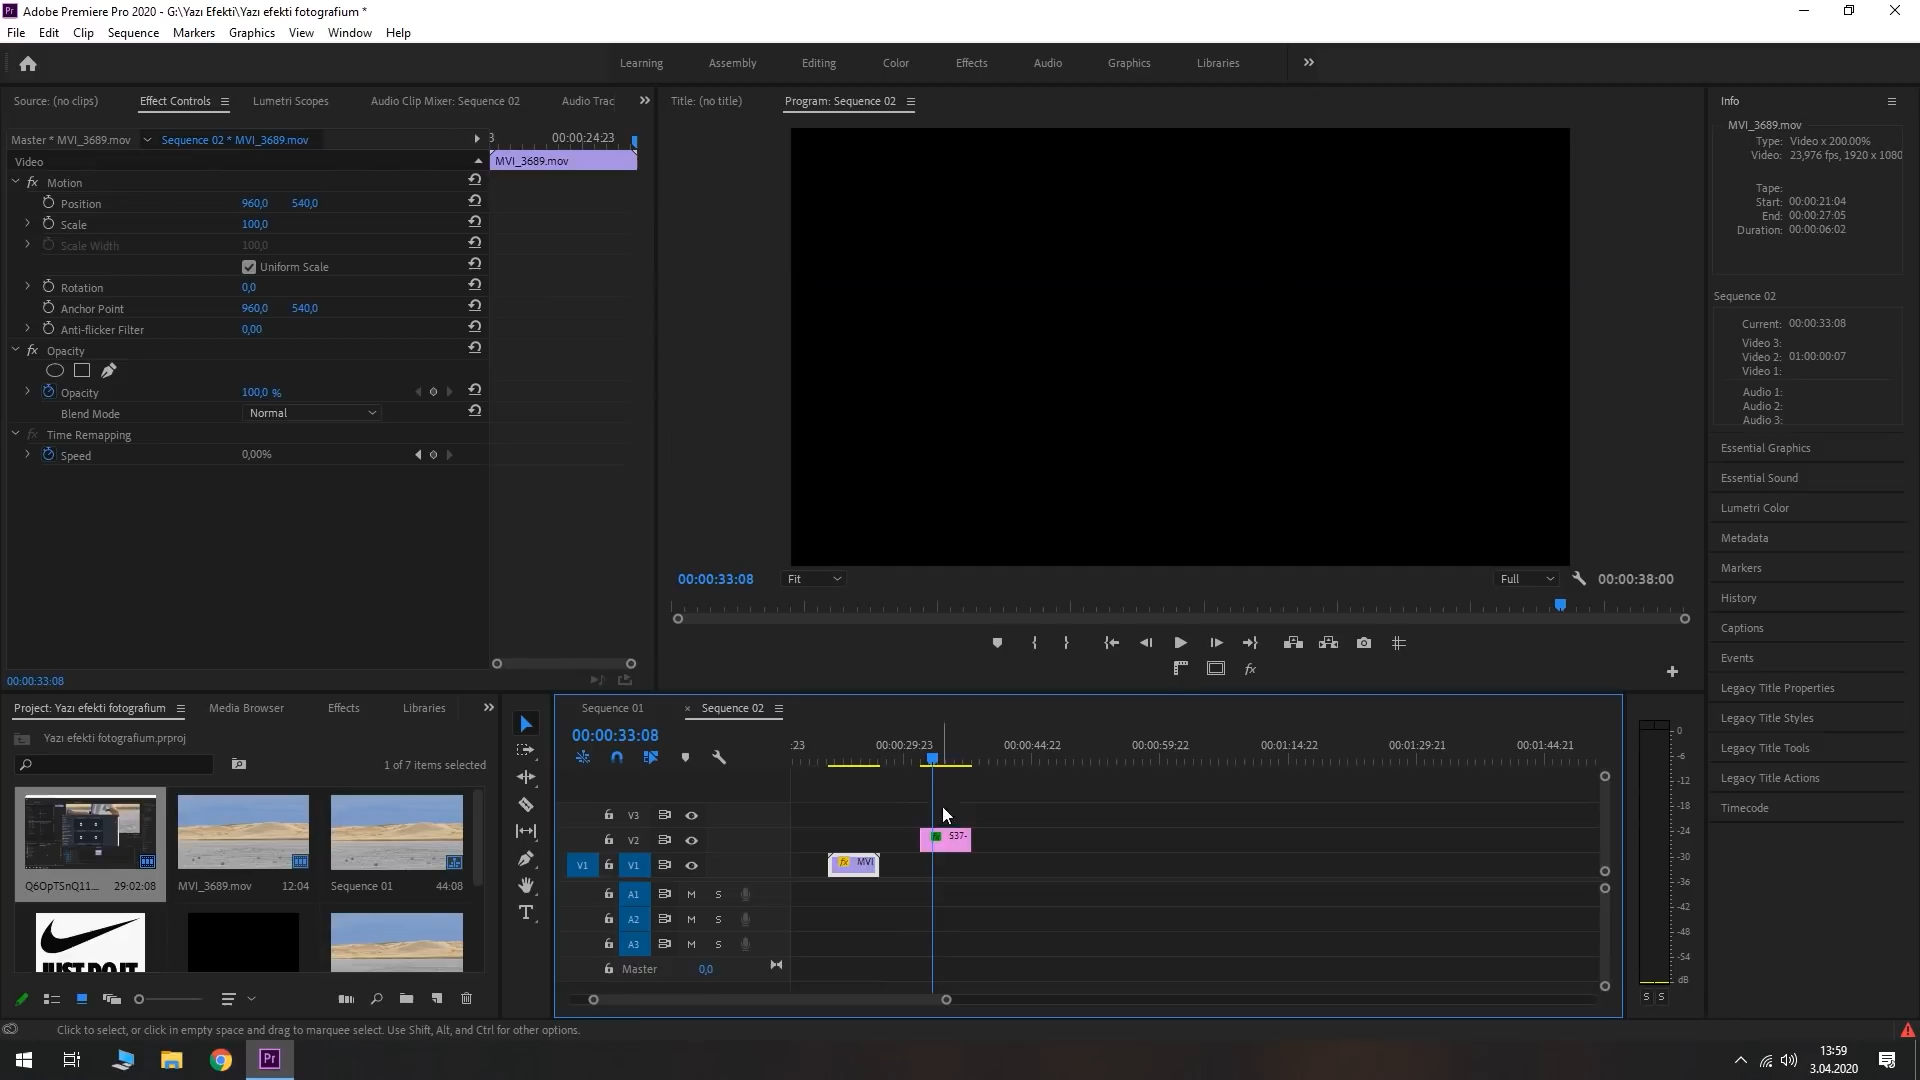 Adobe Premiere Pro 2020 - G:\Yazı Efekti\Yazı efekti fotografium *
File Edit Clip Sequence Markers Graphics View Window Help
Learning Assembly Editing Color Effects Audio Graphics Libraries
Source: (no clips) Effect Controls Lumetri Scopes Audio Clip Mixer: Sequence 02 Audio Trac
Title: (no title) Program: Sequence 02
Info
Master * MVI_3689.mov Sequence 02 * MVI_3689.mov
00:00:24:23
Video
MVI_3689.mov
Motion
Position 960,0 540,0
Scale 100,0
Scale Width 100,0
Uniform Scale
Rotation 0,0
Anchor Point 960,0 540,0
Anti-flicker Filter 0,00
Opacity
Opacity 100,0 %
Blend Mode Normal
Time Remapping
Speed 0,00%
00:00:33:08
00:00:33:08 Fit Full 00:00:38:00
MVI_3689.mov
Type: Video x 200.00%
Video: 23,976 fps, 1920 x 1080
Tape:
Start: 00:00:21:04
End: 00:00:27:05
Duration: 00:00:06:02
Sequence 02
Current: 00:00:33:08
Video 3:
Video 2: 01:00:00:07
Video 1:
Audio 1:
Audio 2:
Audio 3:
Essential Graphics
Essential Sound
Lumetri Color
Metadata
Markers
History
Captions
Events
Legacy Title Properties
Legacy Title Styles
Legacy Title Tools
Legacy Title Actions
Timecode
Project: Yazı efekti fotografium Media Browser Effects Libraries
Yazı efekti fotografium.prproj
1 of 7 items selected
Q6OpTSnQ11... 29:02:08
MVI_3689.mov 12:04
Sequence 01 44:08
JUST DO IT
Sequence 01 Sequence 02
00:00:33:08
:23 00:00:29:23 00:00:44:22 00:00:59:22 00:01:14:22 00:01:29:21 00:01:44:21
V3
V2 S37-
V1 V1 fx MVI
A1 M S
A2 M S
A3 M S
Master 0,0
0
-6
-12
-18
-24
-30
-36
-42
-48
-54
dB
S S
Click to select, or click in empty space and drag to marquee select. Use Shift, Alt, and Ctrl for other options.
13:59
3.04.2020